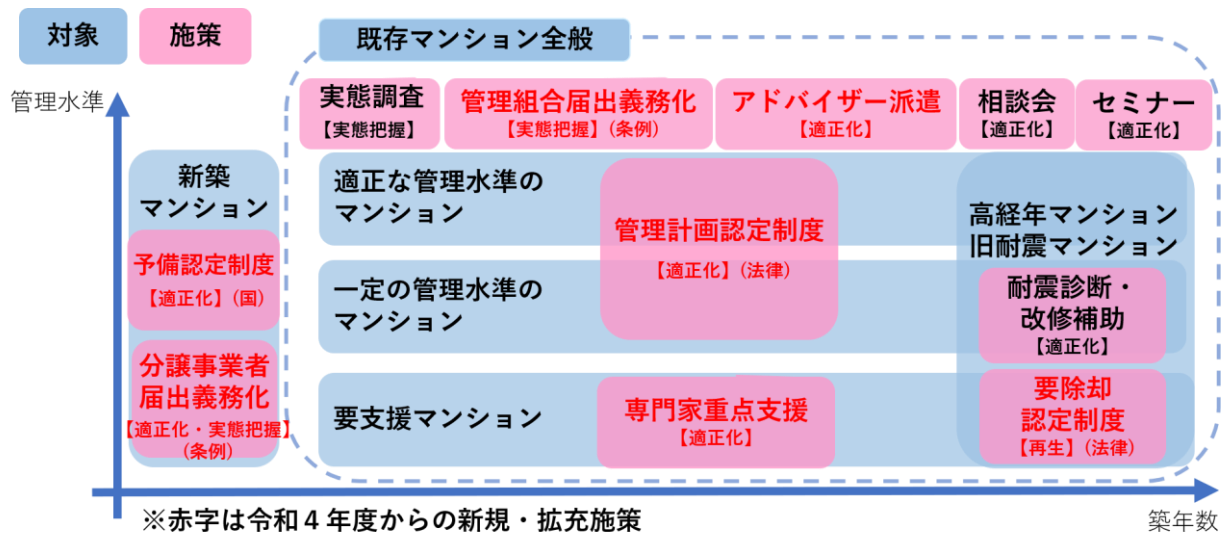 対象
施策
既存マンション全般
管理水準
実態調査
【実態把握】
管理組合届出義務化
【実態把握】(条例)
アドバイザー派遣
【適正化】
相談会
【適正化】
セミナー
【適正化】
新築
マンション
予備認定制度
【適正化】(国)
分譲事業者
届出義務化
【適正化・実態把握】
(条例)
適正な管理水準の
マンション
管理計画認定制度
【適正化】(法律)
一定の管理水準の
マンション
要支援マンション
専門家重点支援
【適正化】
高経年マンション
旧耐震マンション
耐震診断・
改修補助
【適正化】
要除却
認定制度
【再生】(法律)
※赤字は令和４年度からの新規・拡充施策
築年数